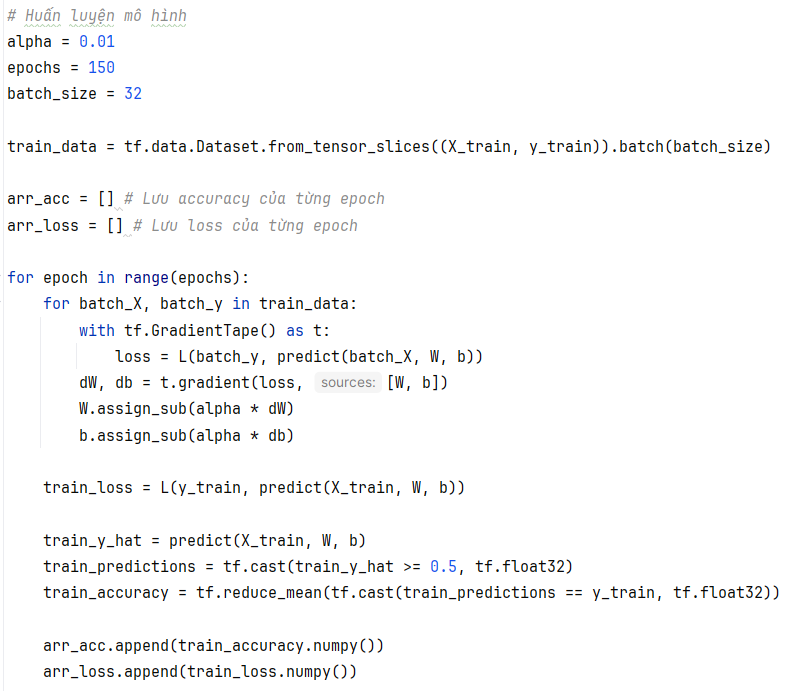 # Huấn luyện mô hình
alpha = 0.01
epochs = 150
batch_size = 32
train_data = tf.data.Dataset.from_tensor_slices((X_train, y_train)).batch(batch_size)
arr_acc = [] # Lưu accuracy của từng epoch
arr_loss = [] # Lưu loss của từng epoch
for epoch in range(epochs):
    for batch_X, batch_y in train_data:
        with tf.GradientTape() as t:
            loss = L(batch_y, predict(batch_X, W, b))
        dW, db = t.gradient(loss, sources: [W, b])
        W.assign_sub(alpha * dW)
        b.assign_sub(alpha * db)
    train_loss = L(y_train, predict(X_train, W, b))
    train_y_hat = predict(X_train, W, b)
    train_predictions = tf.cast(train_y_hat >= 0.5, tf.float32)
    train_accuracy = tf.reduce_mean(tf.cast(train_predictions == y_train, tf.float32))
    arr_acc.append(train_accuracy.numpy())
    arr_loss.append(train_loss.numpy())